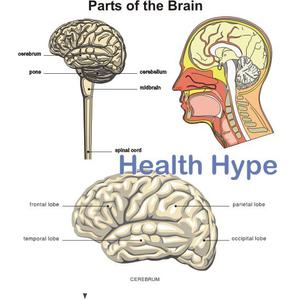 Parts of the Brain
cerebrum
pons
cerebellum
midbrain
spinal cord
Health Hype
frontal lobe
parietal lobe
temporal lobe
occipital lobe
CEREBRUM